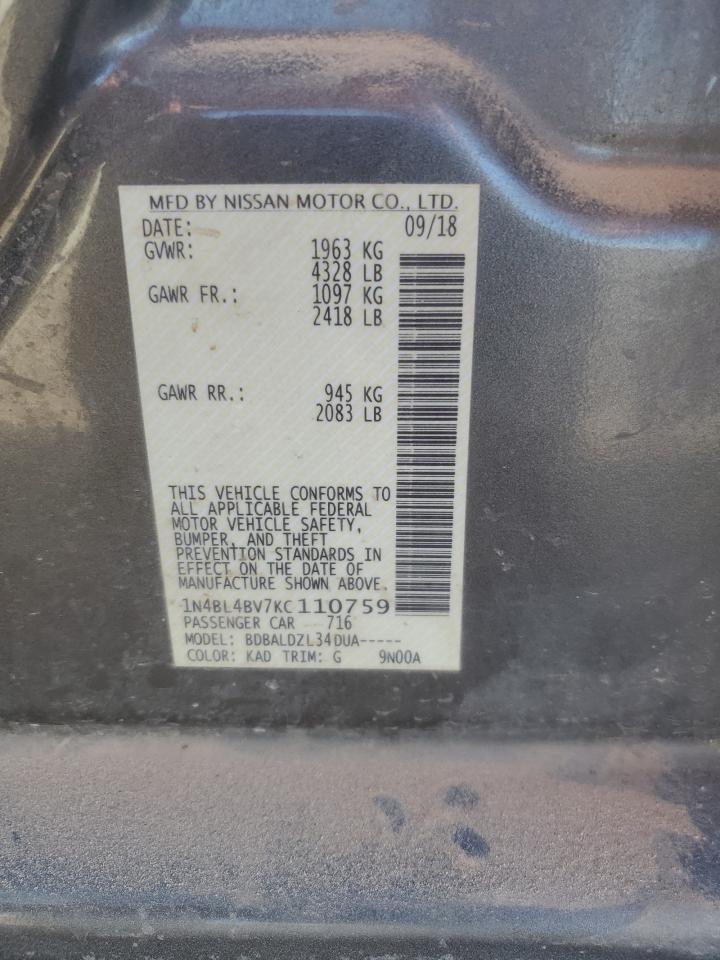 MFD BY NISSAN MOTOR CO., LTD.
DATE: 09/18
GVWR: 1963 KG
4328 LB
GAWR FR.: 1097 KG
2418 LB
GAWR RR.: 945 KG
2083 LB
THIS VEHICLE CONFORMS TO
ALL APPLICABLE FEDERAL
MOTOR VEHICLE SAFETY,
BUMPER, AND THEFT
PREVENTION STANDARDS IN
EFFECT ON THE DATE OF
MANUFACTURE SHOWN ABOVE.
1N4BL4BV7KC110759
PASSENGER CAR 716
MODEL: BDBALDZL34DUA-----
COLOR: KAD TRIM: G 9N00A